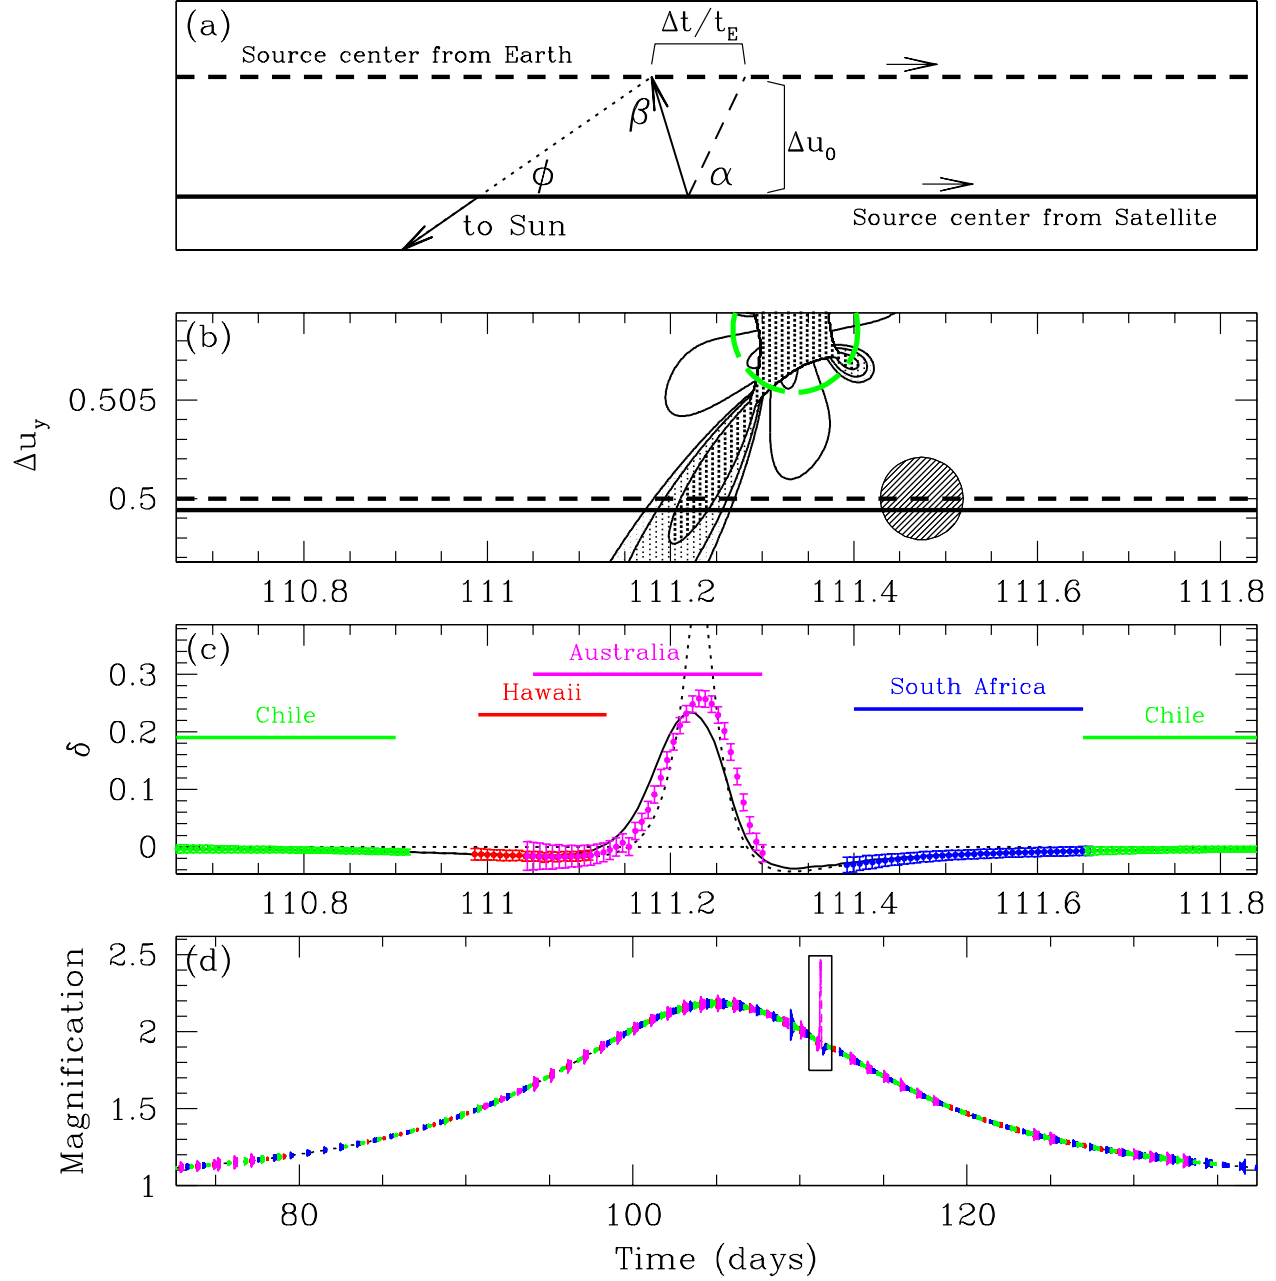 (a)
Δt/t_E
Source center from Earth
β
Δu_0
ϕ
α
to Sun
Source center from Satellite
(b)
Δu_y
0.505
0.5
110.8 111 111.2 111.4 111.6 111.8
(c)
Australia
Hawaii
South Africa
Chile
Chile
δ
0.3
0.2
0.1
0
110.8 111 111.2 111.4 111.6 111.8
(d)
Magnification
2.5
2
1.5
1
80 100 120
Time (days)